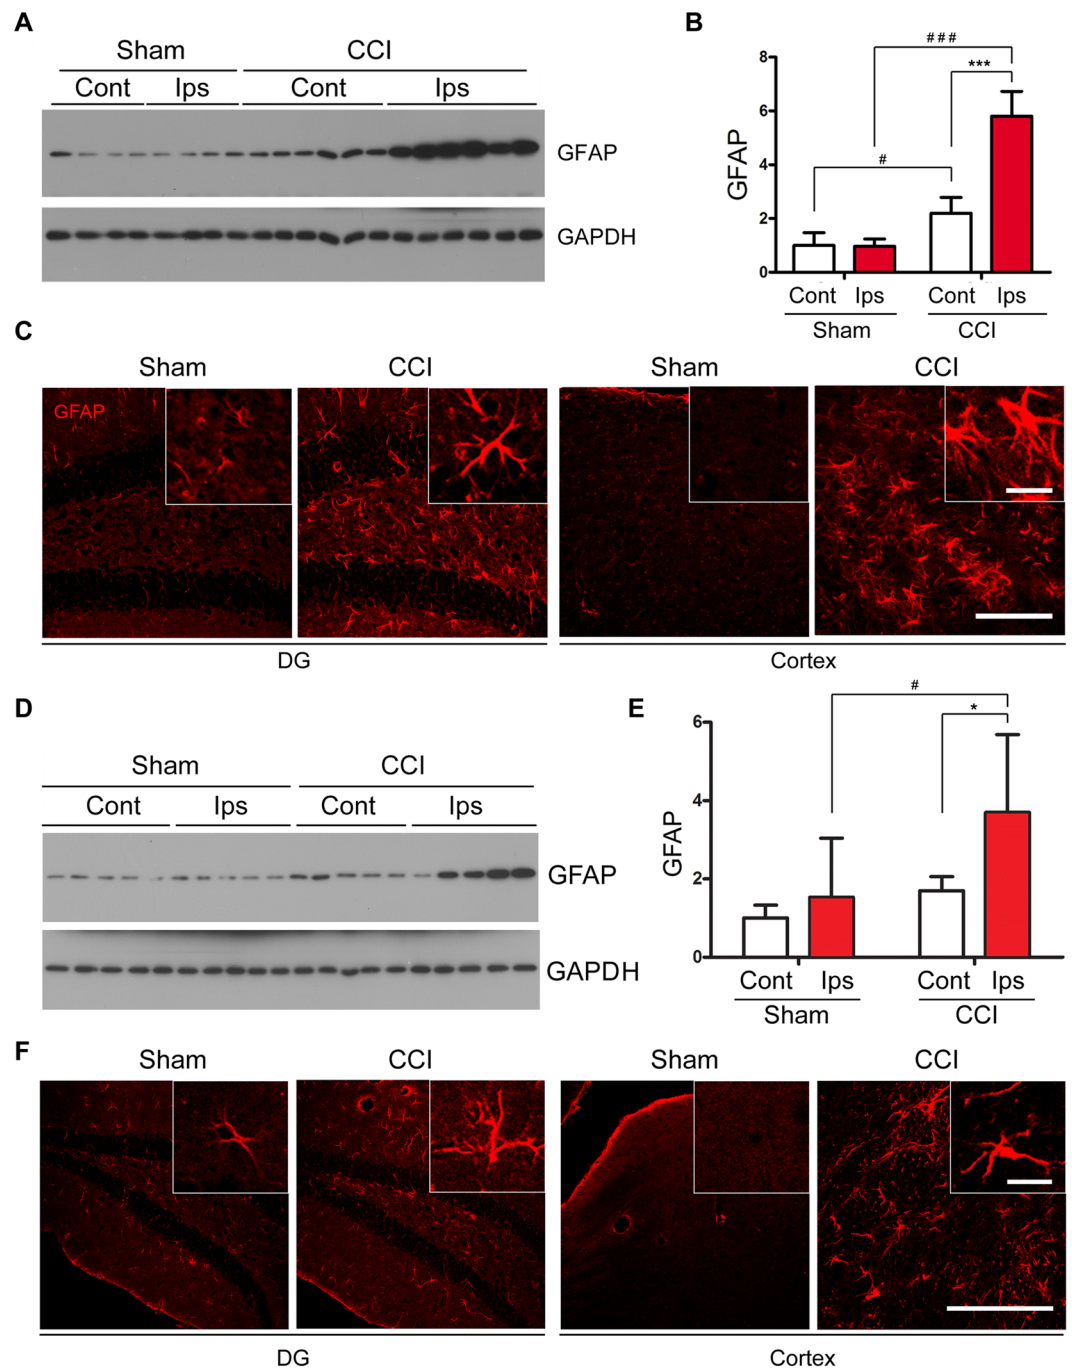 A
Sham CCI
Cont Ips Cont Ips
GFAP
GAPDH
B
###
***
#
8
6
4
2
0
GFAP
Cont Ips Cont Ips
Sham CCI
C
Sham CCI Sham CCI
GFAP
DG Cortex
D
Sham CCI
Cont Ips Cont Ips
GFAP
GAPDH
E
#
*
6
4
2
0
GFAP
Cont Ips Cont Ips
Sham CCI
F
Sham CCI Sham CCI
DG Cortex